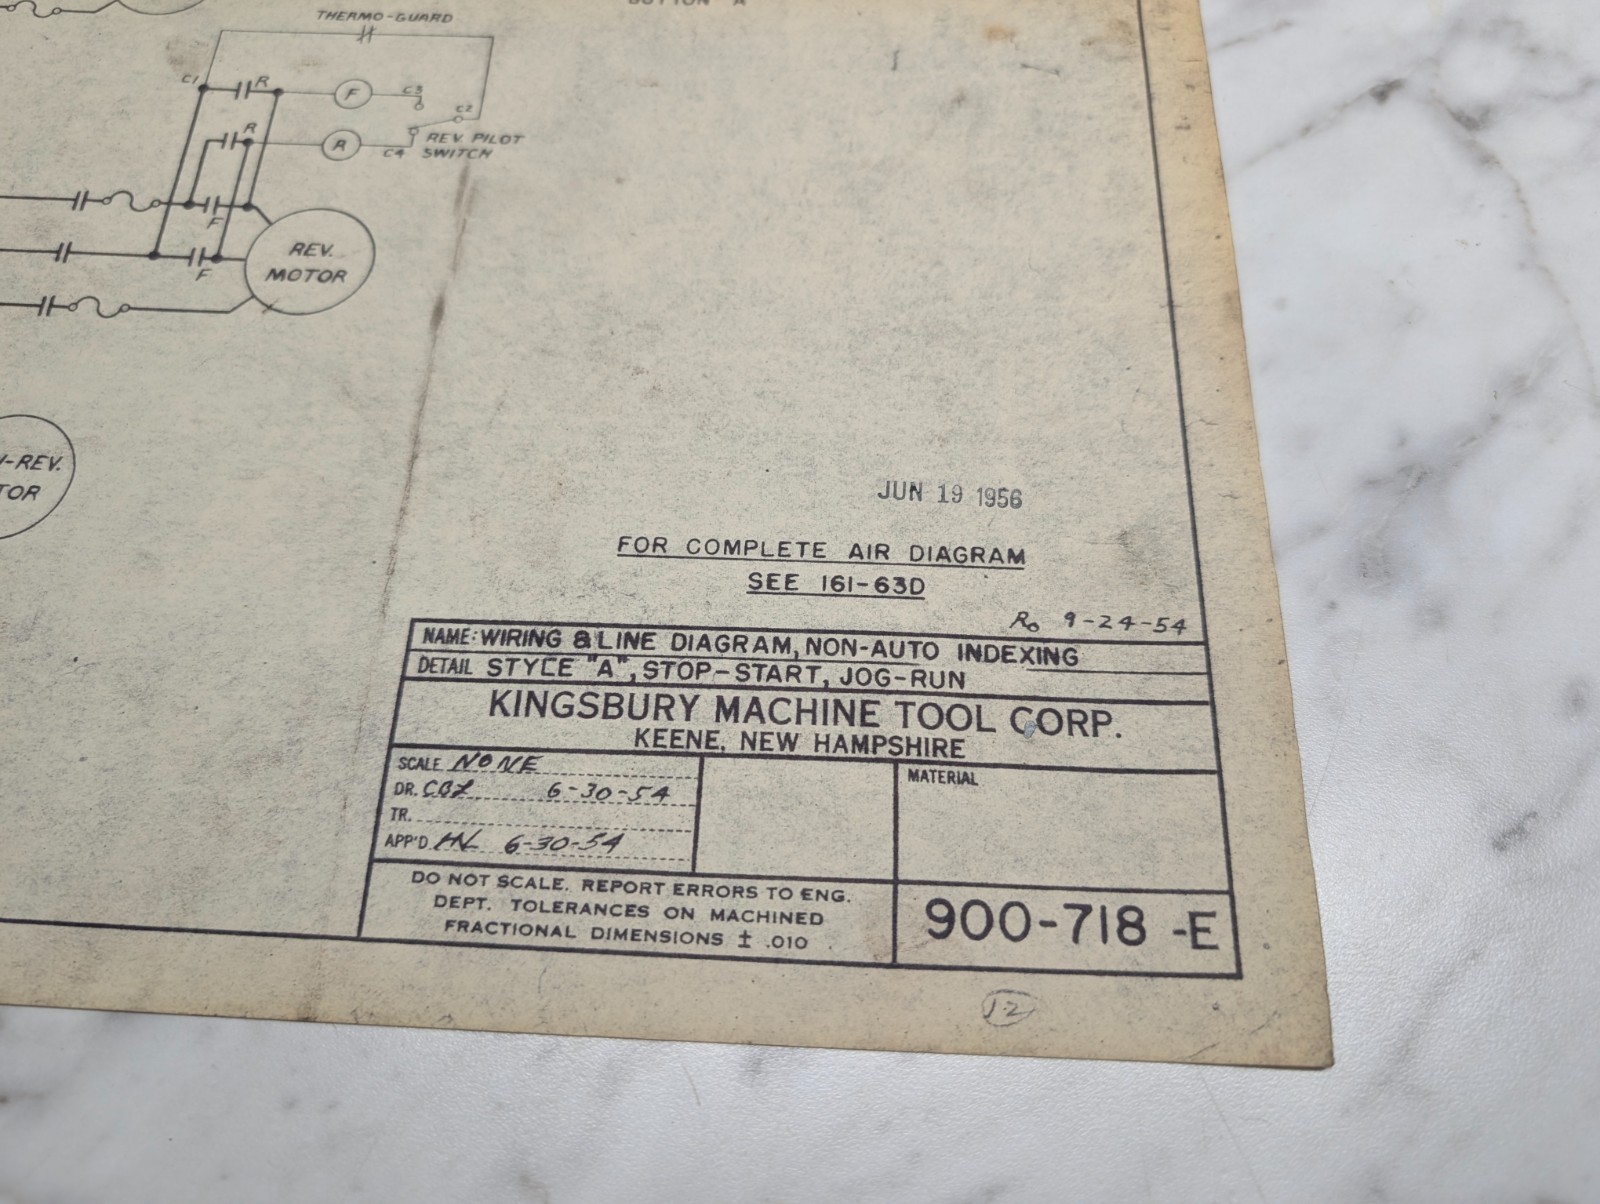 BUTTON "A"
THERMO-GUARD
C1 R F C3
C2
R R C4 REV. PILOT
SWITCH
F
REV.
MOTOR
F
-REV.
TOR
JUN 19 1956
FOR COMPLETE AIR DIAGRAM
SEE 161-63D
Ro 9-24-54
NAME: WIRING & LINE DIAGRAM, NON-AUTO INDEXING
DETAIL STYLE "A", STOP-START, JOG-RUN
KINGSBURY MACHINE TOOL CORP.
KEENE, NEW HAMPSHIRE
SCALE NONE
MATERIAL
DR. 6-30-54
TR.
APP'D HL 6-30-54
DO NOT SCALE. REPORT ERRORS TO ENG.
DEPT. TOLERANCES ON MACHINED
FRACTIONAL DIMENSIONS ± .010
900-718 -E
12